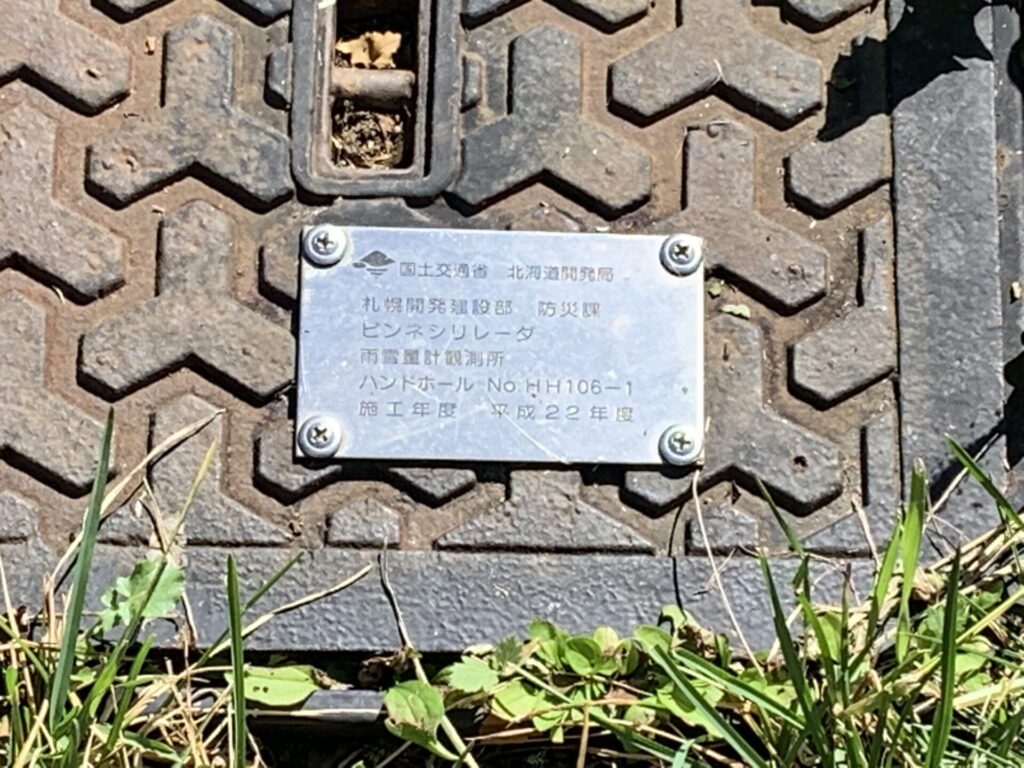 国土交通省　北海道開発局
札幌開発建設部　防災課
ピンネシリレーダ
雨雪量計観測所
ハンドホール No.HH106−1
施工年度　平成22年度